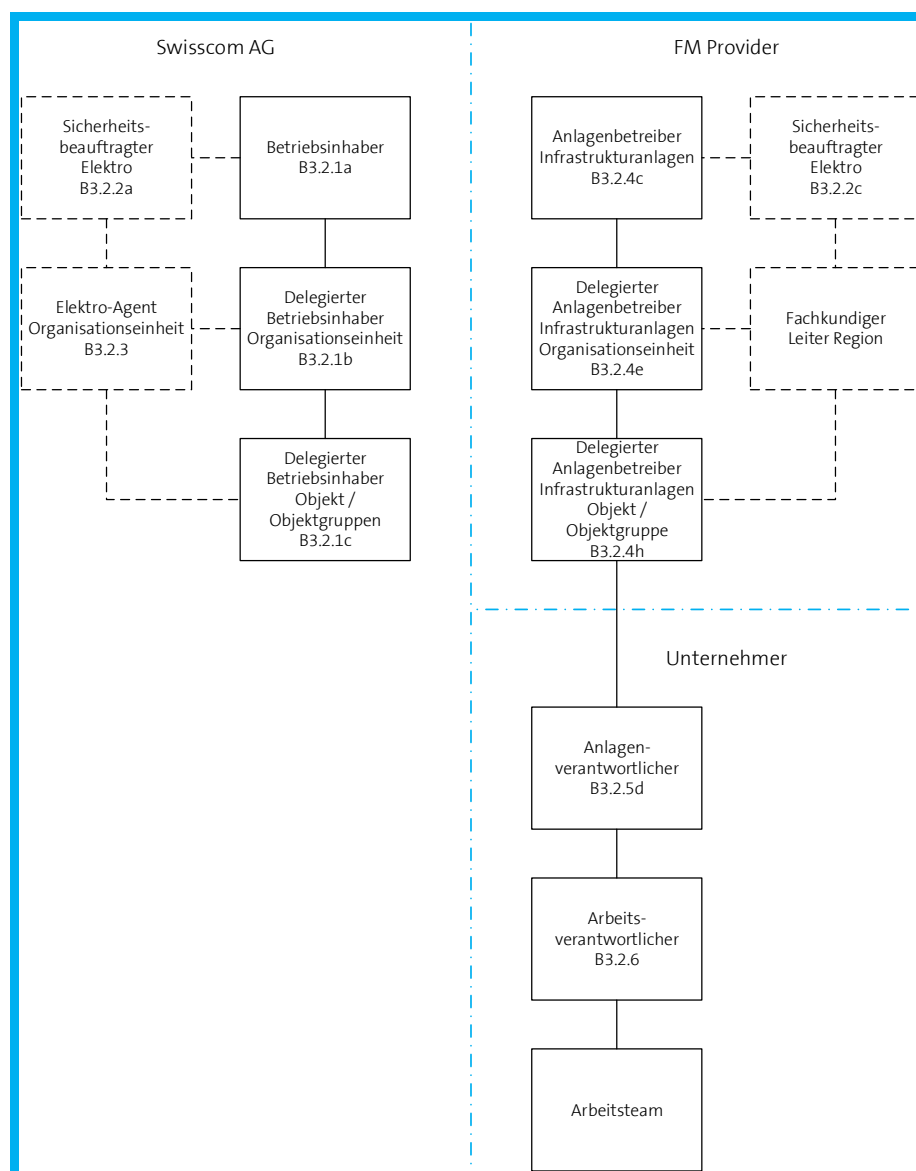 Swisscom AG
FM Provider
Sicherheits-
beauftragter
Elektro
B3.2.2a
Betriebsinhaber
B3.2.1a
Anlagenbetreiber
Infrastrukturanlagen
B3.2.4c
Sicherheits-
beauftragter
Elektro
B3.2.2c
Elektro-Agent
Organisationseinheit
B3.2.3
Delegierter
Betriebsinhaber
Organisationseinheit
B3.2.1b
Delegierter
Anlagenbetreiber
Infrastrukturanlagen
Organisationseinheit
B3.2.4e
Fachkundiger
Leiter Region
Delegierter
Betriebsinhaber
Objekt /
Objektgruppen
B3.2.1c
Delegierter
Anlagenbetreiber
Infrastrukturanlagen
Objekt /
Objektgruppe
B3.2.4h
Unternehmer
Anlagen-
verantwortlicher
B3.2.5d
Arbeits-
verantwortlicher
B3.2.6
Arbeitsteam